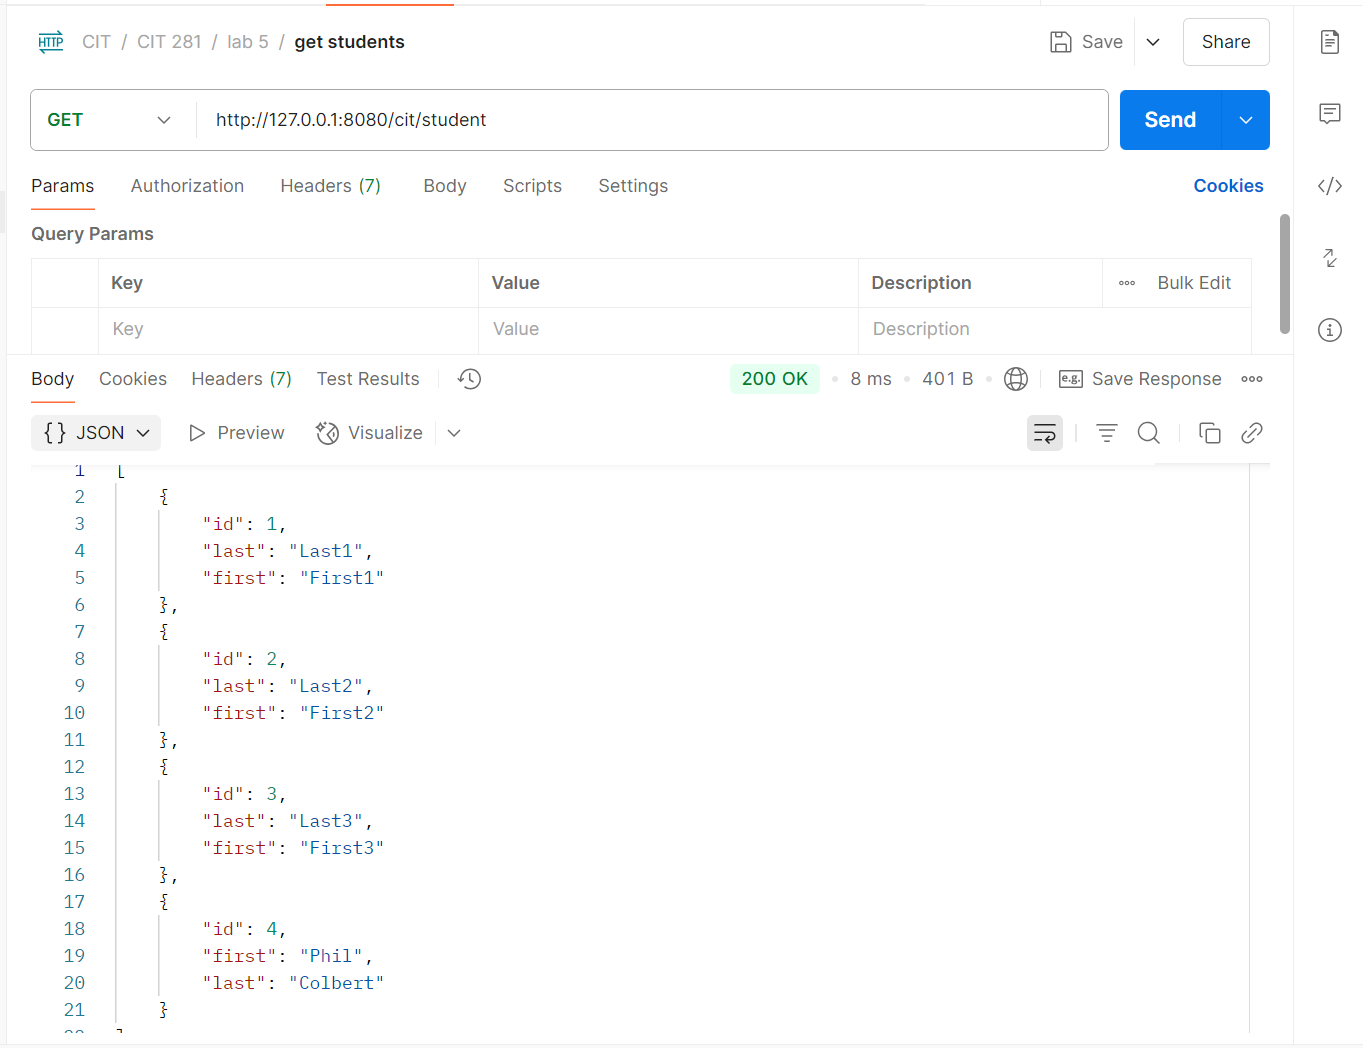 HTTP CIT / CIT 281 / lab 5 / get students Save Share
GET http://127.0.0.1:8080/cit/student Send
Params Authorization Headers (7) Body Scripts Settings Cookies
Query Params
Key Value Description Bulk Edit
Key Value Description
Body Cookies Headers (7) Test Results 200 OK 8 ms 401 B e.g. Save Response
{} JSON Preview Visualize
1 [
2 {
3 "id": 1,
4 "last": "Last1",
5 "first": "First1"
6 },
7 {
8 "id": 2,
9 "last": "Last2",
10 "first": "First2"
11 },
12 {
13 "id": 3,
14 "last": "Last3",
15 "first": "First3"
16 },
17 {
18 "id": 4,
19 "first": "Phil",
20 "last": "Colbert"
21 }
22 ]